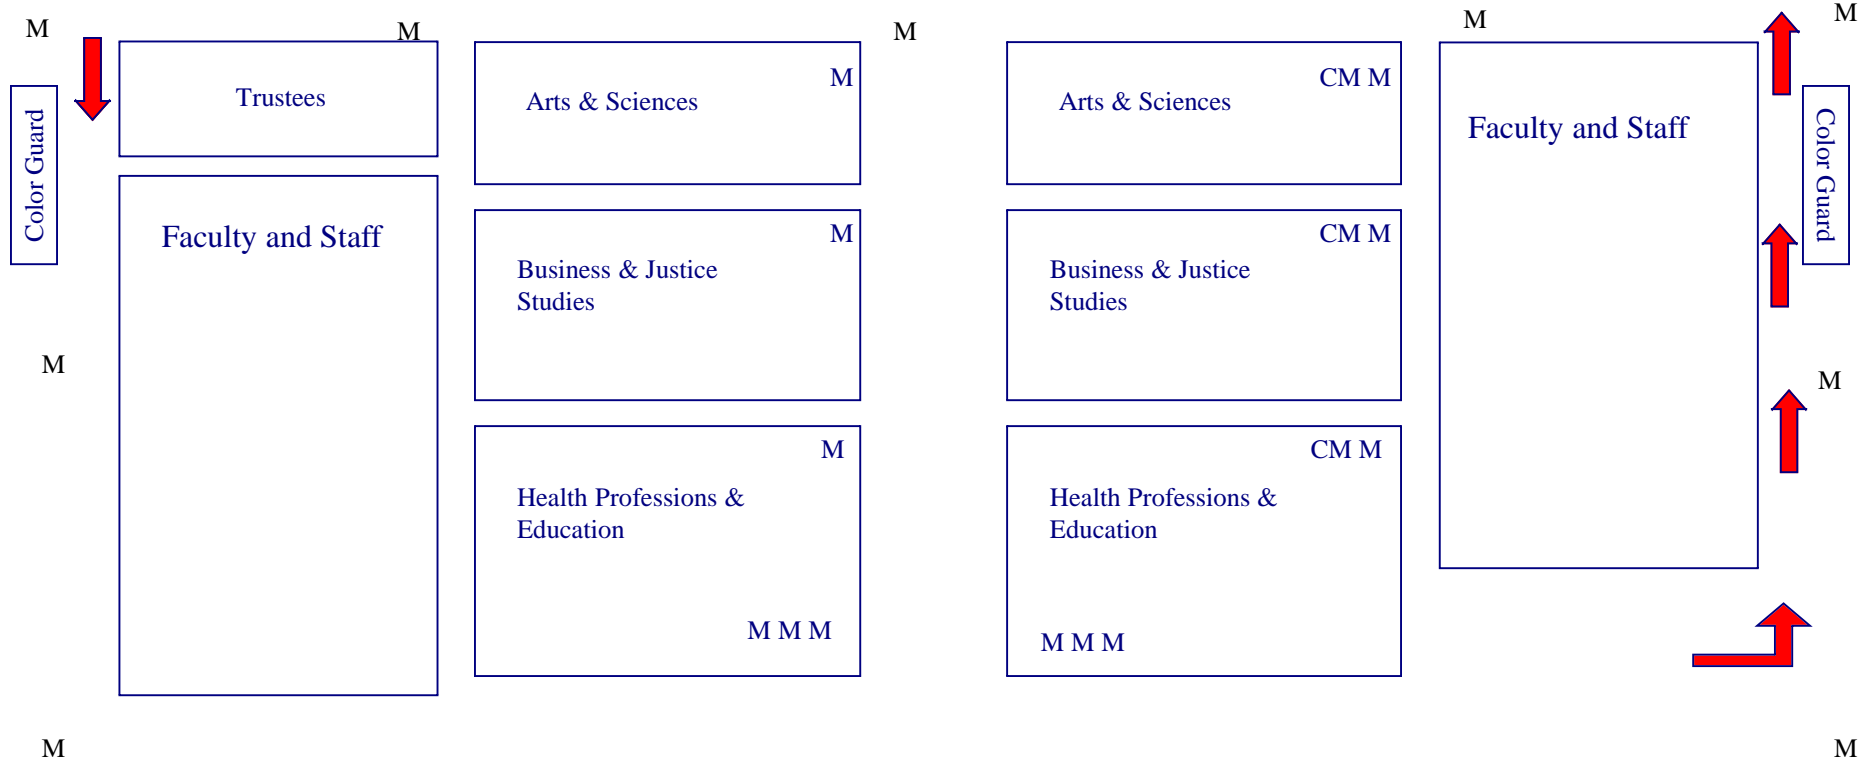 M
M
M
M
M
Trustees
Arts & Sciences
M
Arts & Sciences
CM M
Faculty and Staff
Color Guard
Color Guard
Faculty and Staff
Business & Justice
Studies
M
Business & Justice
Studies
CM M
M
M
Health Professions &
Education
M
M M M
Health Professions &
Education
CM M
M M M
M
M